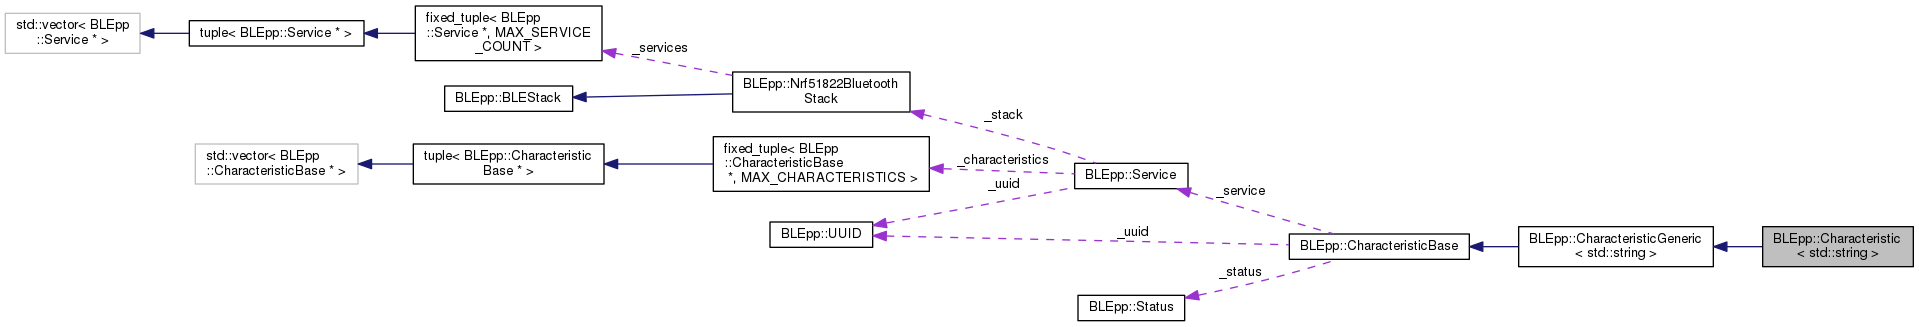 std::vector< BLEpp
::Service * >
tuple< BLEpp::Service * >
fixed_tuple< BLEpp
::Service *, MAX_SERVICE
_COUNT >
_services
BLEpp::BLEStack
BLEpp::Nrf51822Bluetooth
Stack
_stack
std::vector< BLEpp
::CharacteristicBase * >
tuple< BLEpp::Characteristic
Base * >
fixed_tuple< BLEpp
::CharacteristicBase
*, MAX_CHARACTERISTICS >
_characteristics
BLEpp::Service
_uuid
_service
BLEpp::UUID
_uuid
BLEpp::CharacteristicBase
BLEpp::CharacteristicGeneric
< std::string >
BLEpp::Characteristic
< std::string >
_status
BLEpp::Status